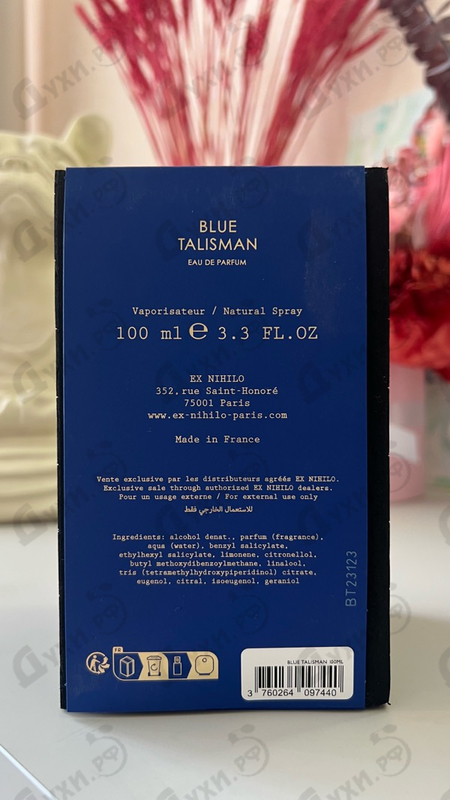 BLUE
TALISMAN
EAU DE PARFUM
Vaporisateur / Natural Spray
100 ml ℮ 3.3 FL.OZ
EX NIHILO
352, rue Saint-Honoré
75001 Paris
www.ex-nihilo-paris.com
Made in France
Vente exclusive par les distributeurs agréés EX NIHILO.
Exclusive sale through authorized EX NIHILO dealers.
Pour un usage externe / For external use only
للاستعمال الخارجي فقط
Ingredients: alcohol denat., parfum (fragrance),
aqua (water), benzyl salicylate,
ethylhexyl salicylate, limonene, citronellol,
butyl methoxydibenzoylmethane, linalool,
tris (tetramethylhydroxypiperidinol) citrate,
eugenol, citral, isoeugenol, geraniol
BT23123
FR
BLUE TALISMAN 100ML
3 760264 097440
Духи.рф